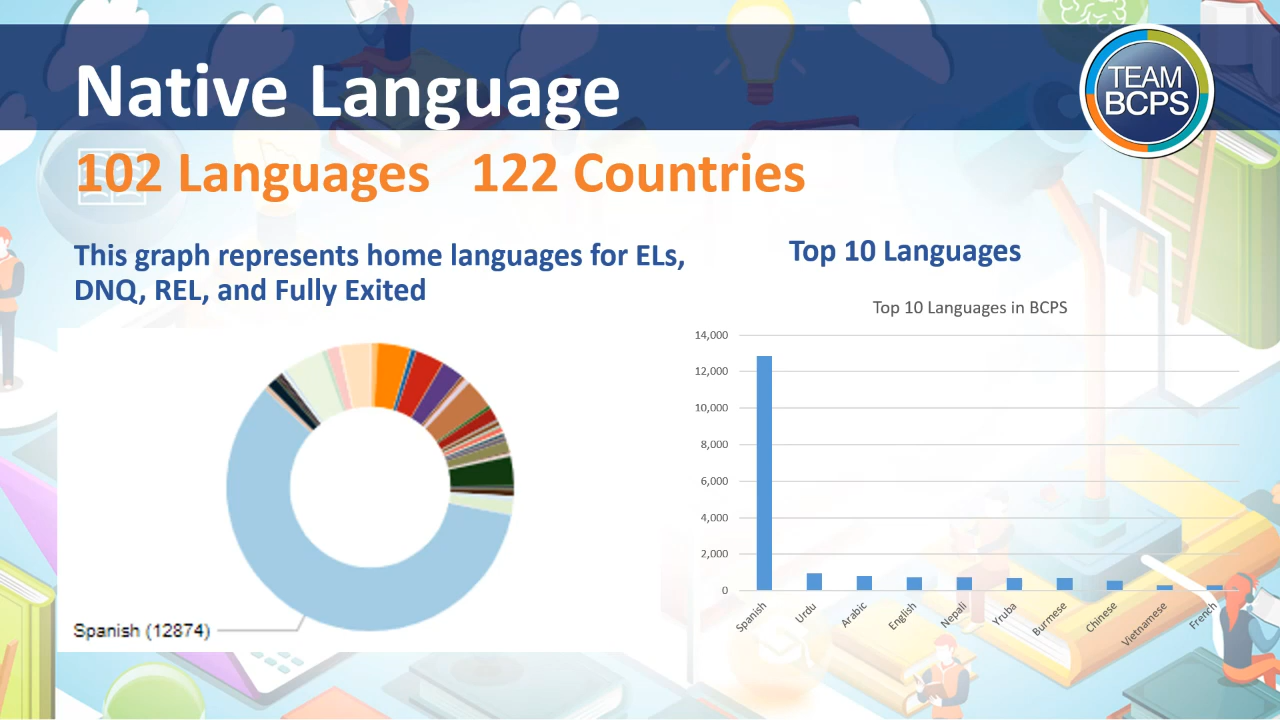 Native Language
TEAM
BCPS
102 Languages 122 Countries
This graph represents home languages for ELs,
DNQ, REL, and Fully Exited
Spanish (12874)
Top 10 Languages
Top 10 Languages in BCPS
14,000
12,000
10,000
8,000
6,000
4,000
2,000
0
Spanish
Urdu
Arabic
English
Nepali
Yruba
Burmese
Chinese
Vietnamese
French